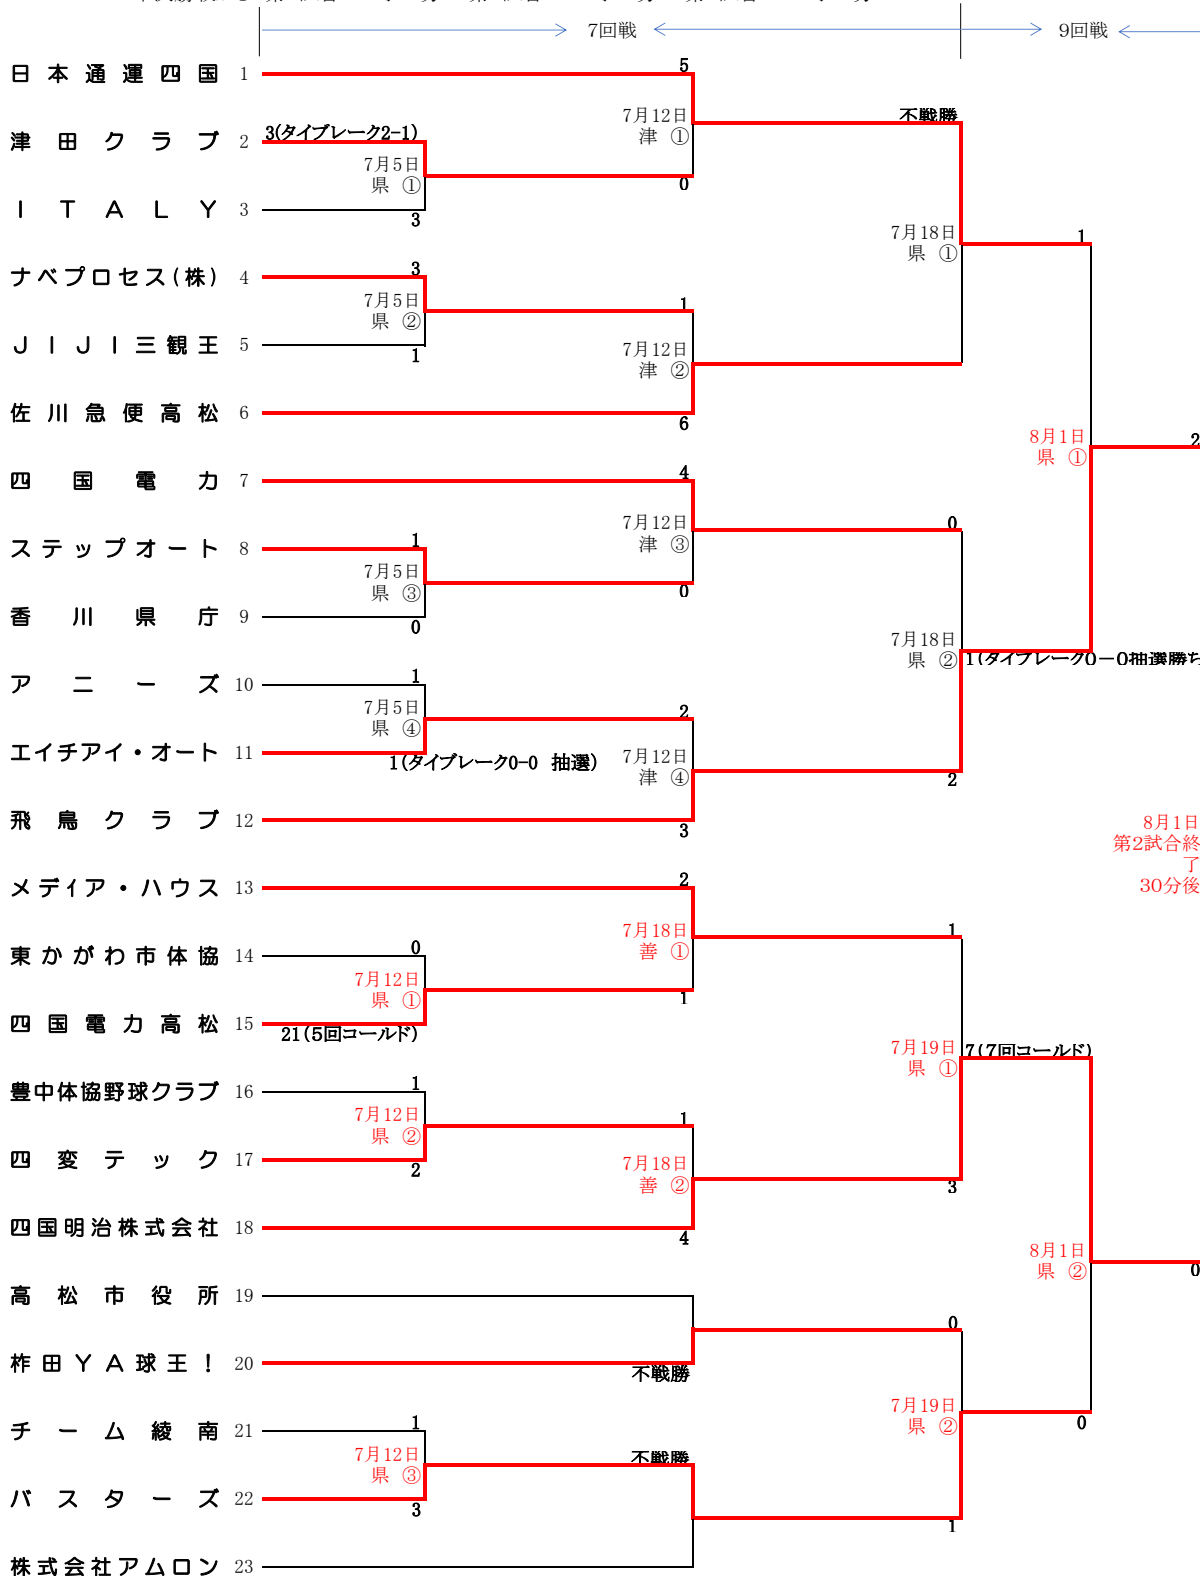 7回戦
9回戦
日本通運四国 1
5
7月12日
津 ①
不戦勝
津田クラブ 2
3(タイブレーク2-1)
7月5日
県 ①
0
ITALY 3
3
7月18日
県 ①
1
ナベプロセス(株) 4
3
7月5日
県 ②
1
JIJI三観王 5
1
7月12日
津 ②
佐川急便高松 6
6
8月1日
県 ①
2
四国電力 7
4
7月12日
津 ③
0
ステップオート 8
1
7月5日
県 ③
0
香川県庁 9
0
7月18日
県 ②
1(タイブレーク0-0抽選勝ち
アニーズ 10
1
7月5日
県 ④
2
エイチアイ・オート 11
1(タイブレーク0-0 抽選)
7月12日
津 ④
2
飛鳥クラブ 12
3
8月1日
第2試合終
了
30分後
メディア・ハウス 13
2
7月18日
善 ①
1
東かがわ市体協 14
0
7月12日
県 ①
1
四国電力高松 15
21(5回コールド)
7月19日
県 ①
7(7回コールド)
豊中体協野球クラブ 16
1
7月12日
県 ②
1
四変テック 17
2
7月18日
善 ②
3
四国明治株式会社 18
4
8月1日
県 ②
0
高松市役所 19
0
柞田YA球王! 20
不戦勝
7月19日
県 ②
0
チーム綾南 21
1
7月12日
県 ③
不戦勝
バスターズ 22
3
1
株式会社アムロン 23